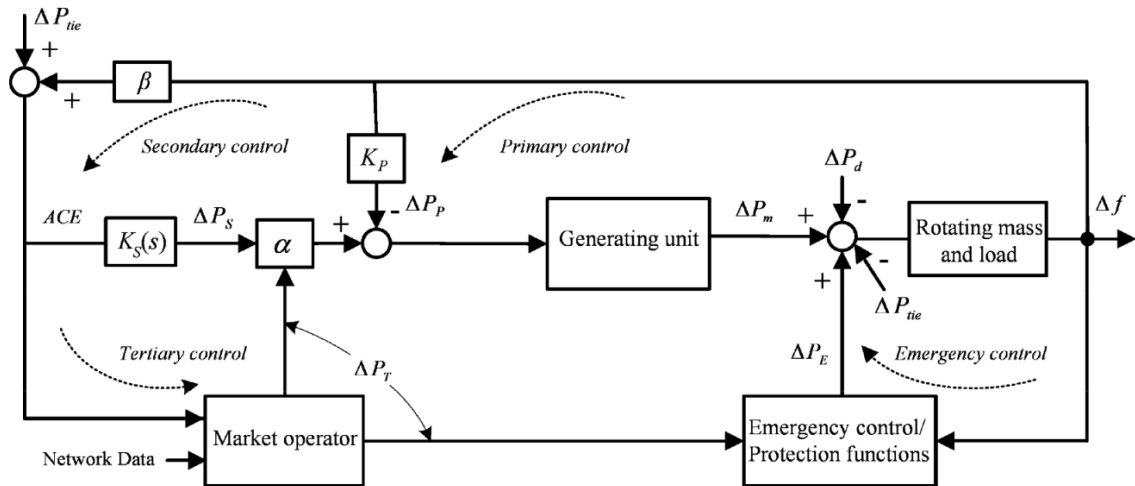 ΔP_tie
+
+
β
Secondary control
K_P
Primary control
ΔP_d
-
ACE
K_S(s)
ΔP_S
α
+
-
ΔP_P
Generating unit
ΔP_m
+
+
-
ΔP_tie
Rotating mass
and load
Δf
Tertiary control
ΔP_T
ΔP_E
Emergency control
Market operator
Network Data
Emergency control/
Protection functions